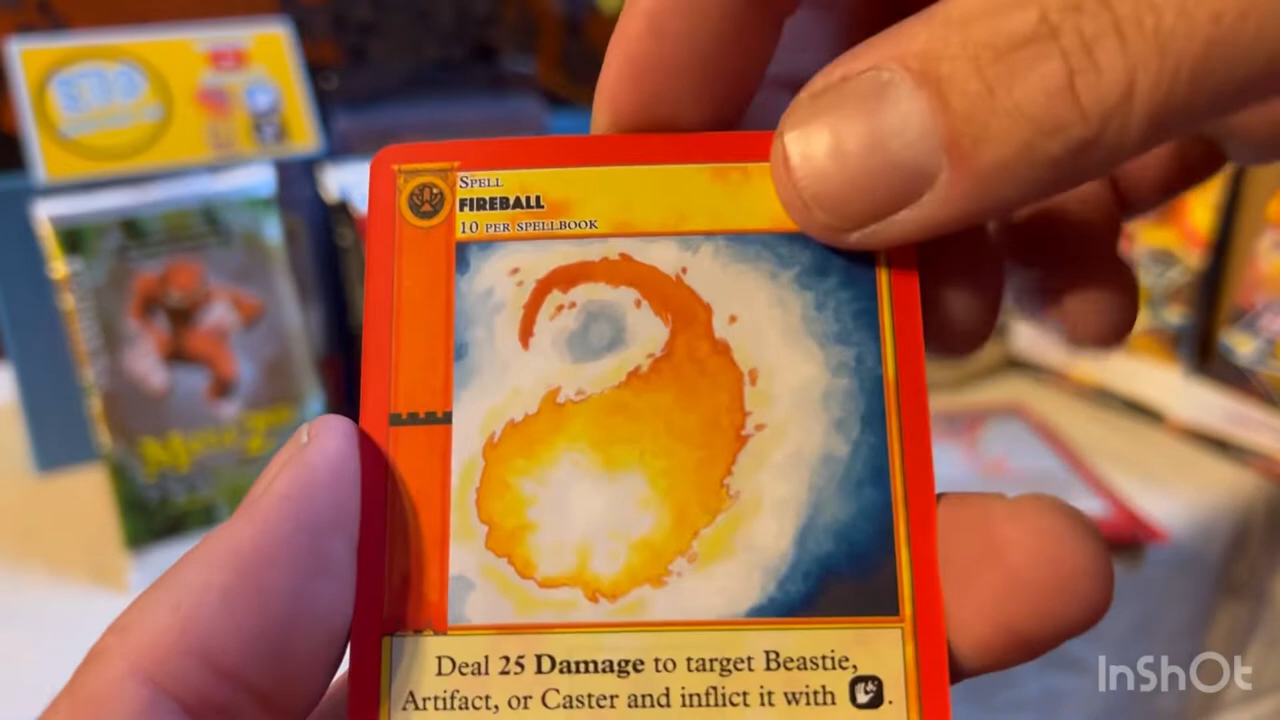 SPELL
FIREBALL
10 PER SPELLBOOK
Deal 25 Damage to target Beastie,
Artifact, or Caster and inflict it with
InShOt